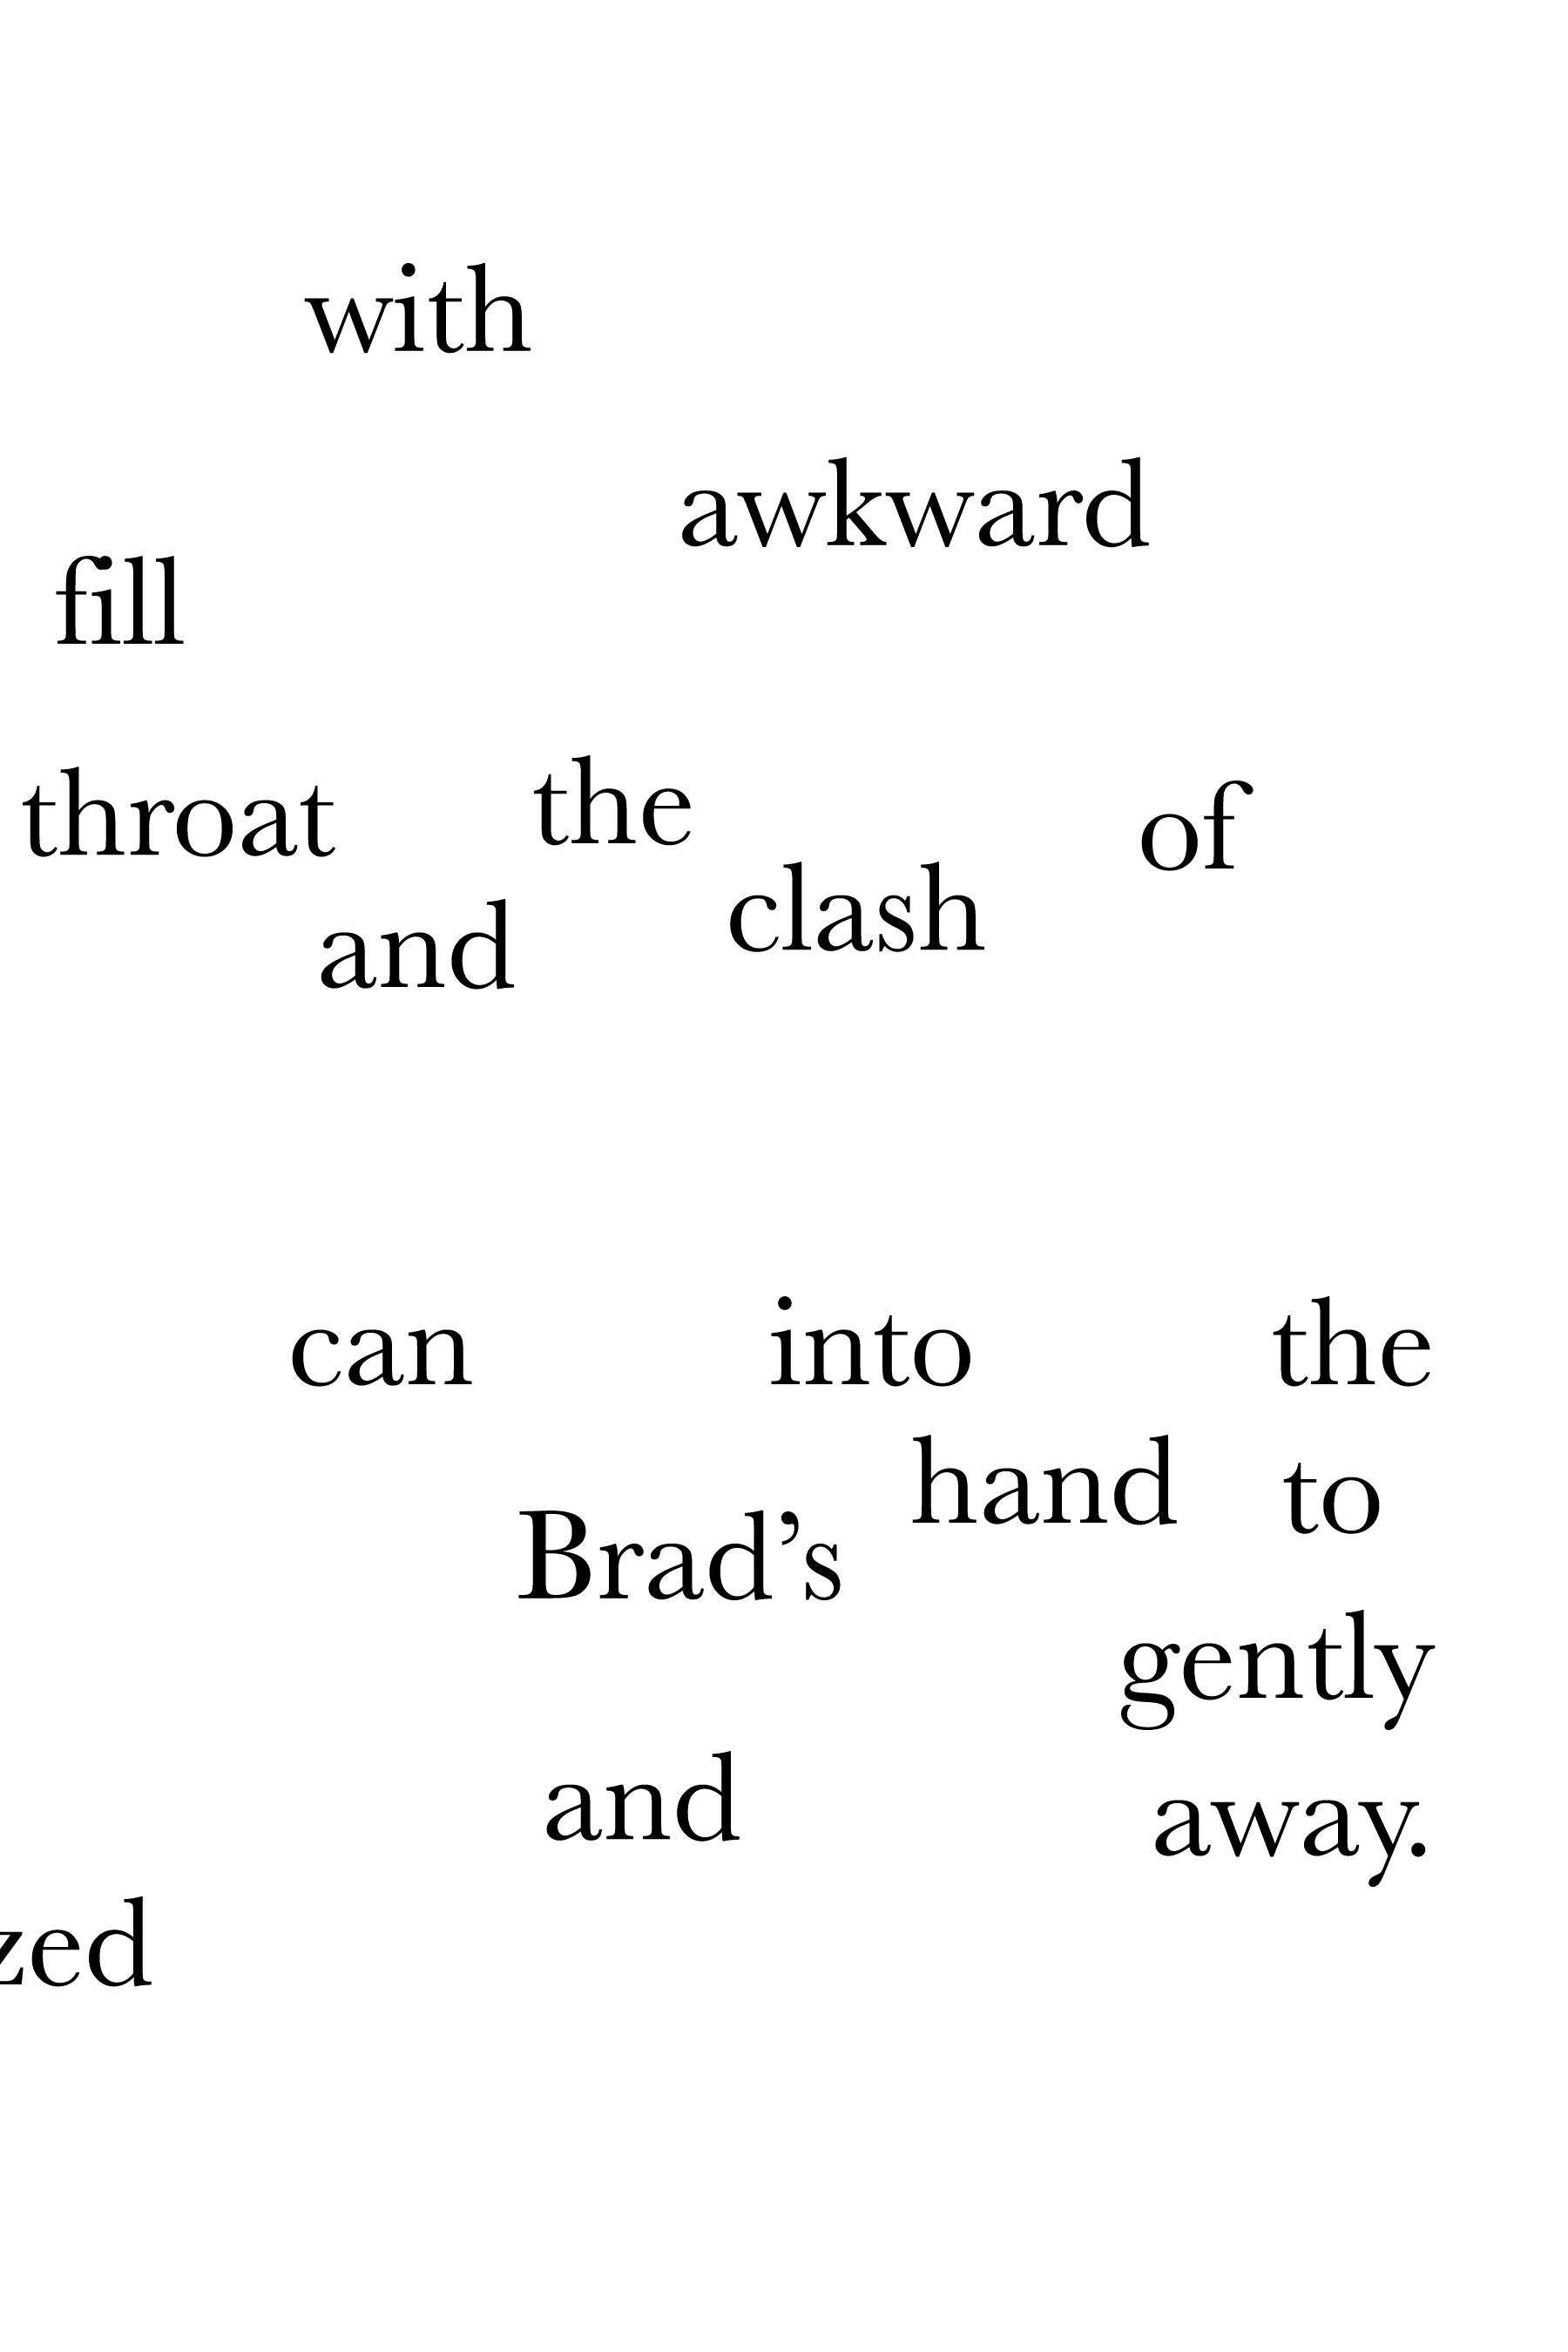 with
awkward
fill
throat the of
and clash
can into the
Brad’s hand to
gently
and away.
zed